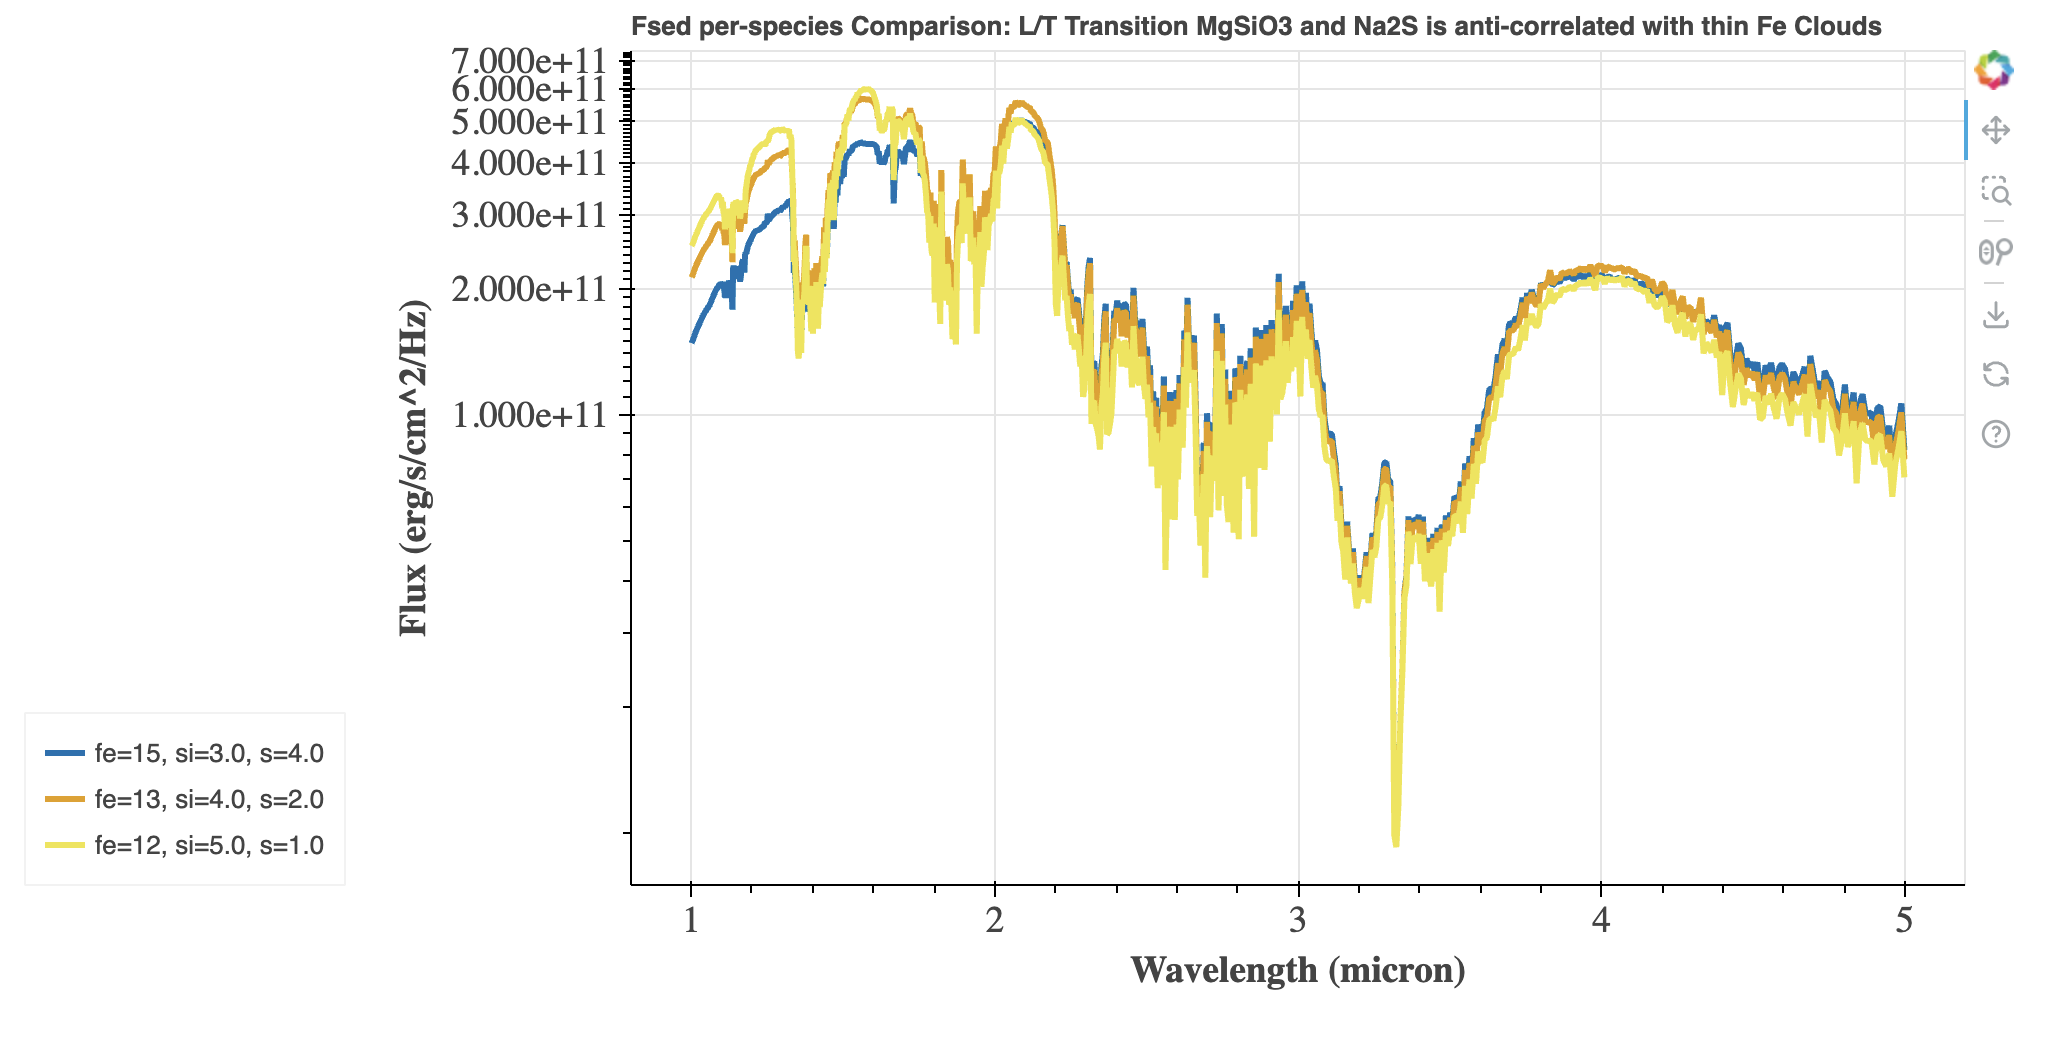 Fsed per-species Comparison: L/T Transition MgSiO3 and Na2S is anti-correlated with thin Fe Clouds
7.000e+11
6.000e+11
5.000e+11
4.000e+11
3.000e+11
2.000e+11
1.000e+11
Flux (erg/s/cm^2/Hz)
fe=15, si=3.0, s=4.0
fe=13, si=4.0, s=2.0
fe=12, si=5.0, s=1.0
1 2 3 4 5
Wavelength (micron)